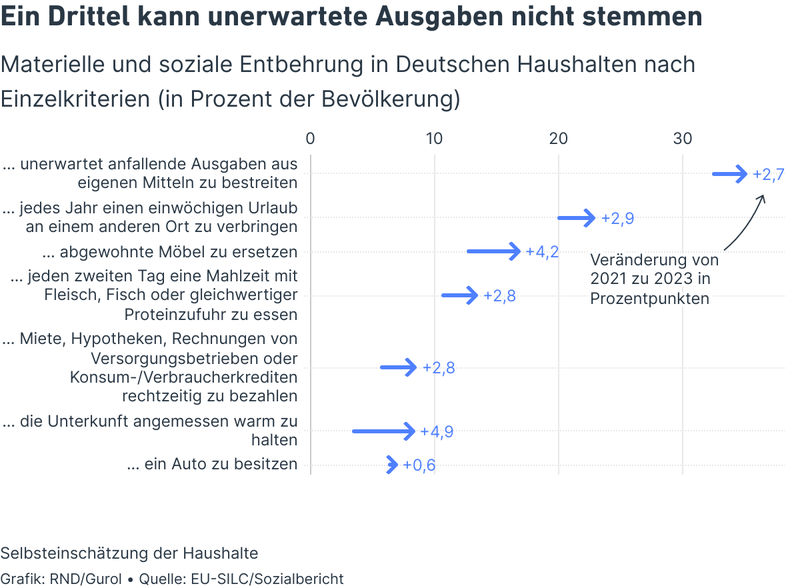 Ein Drittel kann unerwartete Ausgaben nicht stemmen
Materielle und soziale Entbehrung in Deutschen Haushalten nach
Einzelkriterien (in Prozent der Bevölkerung)
0 10 20 30
... unerwartet anfallende Ausgaben aus
eigenen Mitteln zu bestreiten
+2,7
... jedes Jahr einen einwöchigen Urlaub
an einem anderen Ort zu verbringen
+2,9
... abgewohnte Möbel zu ersetzen
+4,2
Veränderung von
2021 zu 2023 in
Prozentpunkten
... jeden zweiten Tag eine Mahlzeit mit
Fleisch, Fisch oder gleichwertiger
Proteinzufuhr zu essen
+2,8
... Miete, Hypotheken, Rechnungen von
Versorgungsbetrieben oder
Konsum-/Verbraucherkrediten
rechtzeitig zu bezahlen
+2,8
... die Unterkunft angemessen warm zu
halten
+4,9
... ein Auto zu besitzen
+0,6
Selbsteinschätzung der Haushalte
Grafik: RND/Gurol • Quelle: EU-SILC/Sozialbericht